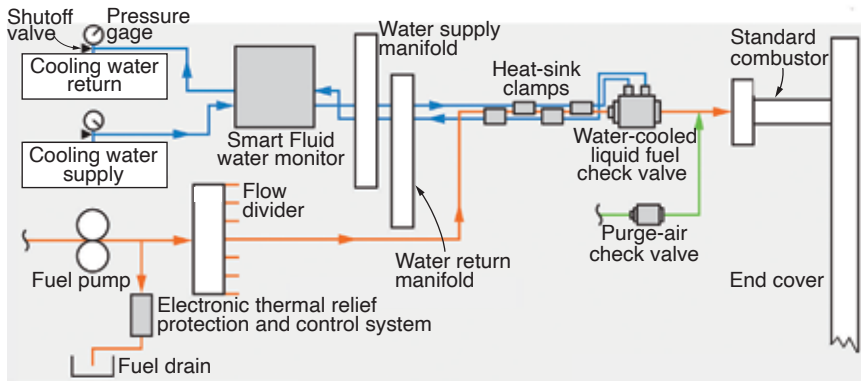 Shutoff
valve
Pressure
gage
Cooling water
return
Cooling water
supply
Smart Fluid
water monitor
Water supply
manifold
Heat-sink
clamps
Standard
combustor
Water-cooled
liquid fuel
check valve
Flow
divider
Purge-air
check valve
Water return
manifold
End cover
Fuel pump
Electronic thermal relief
protection and control system
Fuel drain